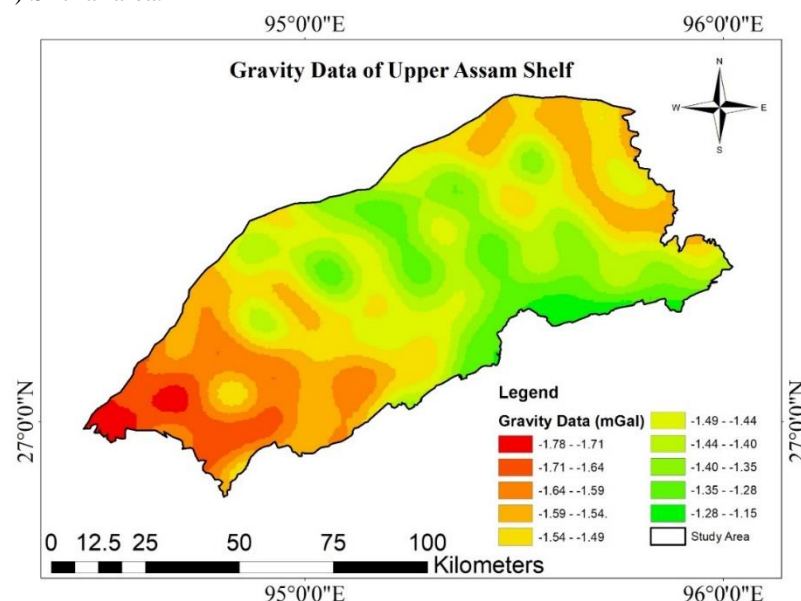 95°0'0"E 96°0'0"E
Gravity Data of Upper Assam Shelf
N
W E
S
27°0'0"N 27°0'0"N
Legend
Gravity Data (mGal)
-1.78 - -1.71
-1.71 - -1.64
-1.64 - -1.59
-1.59 - -1.54.
-1.54 - -1.49
-1.49 - -1.44
-1.44 - -1.40
-1.40 - -1.35
-1.35 - -1.28
-1.28 - -1.15
Study Area
0 12.5 25 50 75 100
Kilometers
95°0'0"E 96°0'0"E